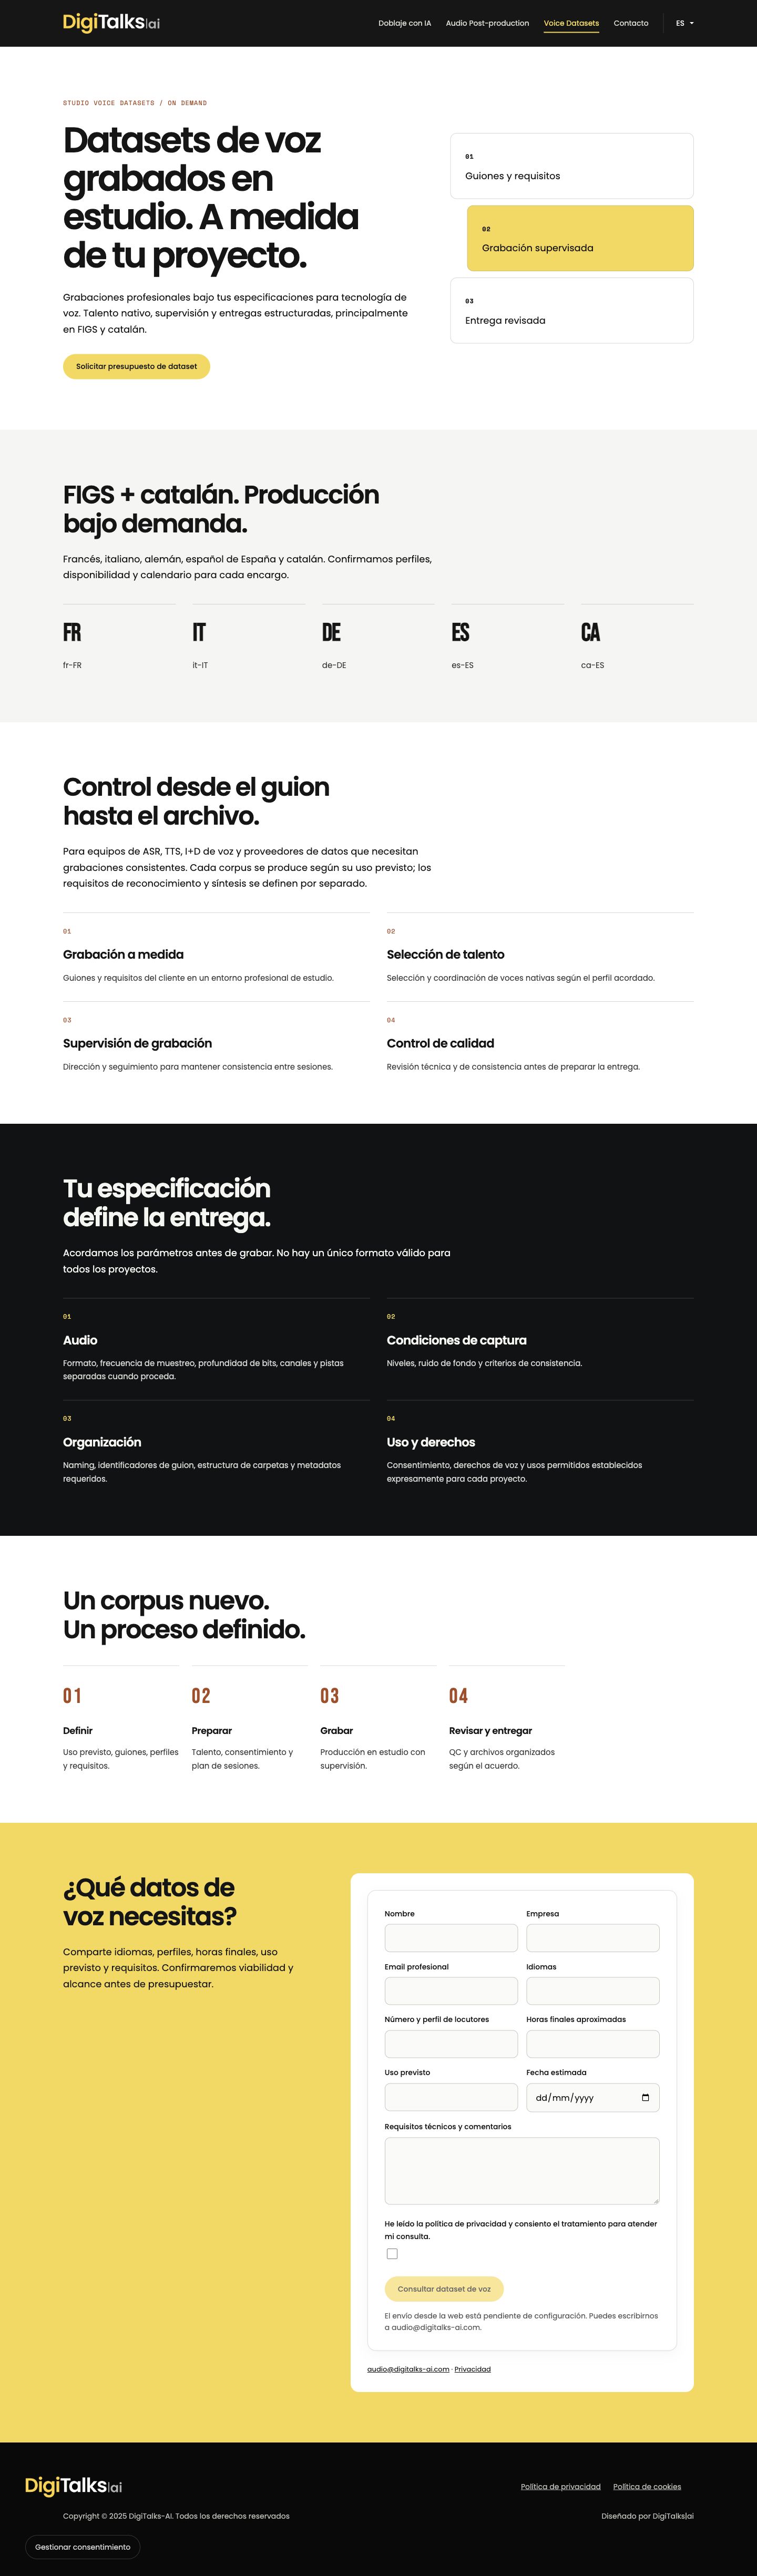 DigiTalks|ai
Doblaje con IA
Audio Post-production
Voice Datasets
Contacto
ES
STUDIO VOICE DATASETS / ON DEMAND
Datasets de voz
grabados en
estudio. A medida
de tu proyecto.
Grabaciones profesionales bajo tus especificaciones para tecnología de
voz. Talento nativo, supervisión y entregas estructuradas, principalmente
en FIGS y catalán.
Solicitar presupuesto de dataset
01
Guiones y requisitos
02
Grabación supervisada
03
Entrega revisada
FIGS + catalán. Producción
bajo demanda.
Francés, italiano, alemán, español de España y catalán. Confirmamos perfiles,
disponibilidad y calendario para cada encargo.
FR
fr-FR
IT
it-IT
DE
de-DE
ES
es-ES
CA
ca-ES
Control desde el guion
hasta el archivo.
Para equipos de ASR, TTS, I+D de voz y proveedores de datos que necesitan
grabaciones consistentes. Cada corpus se produce según su uso previsto; los
requisitos de reconocimiento y síntesis se definen por separado.
01
Grabación a medida
Guiones y requisitos del cliente en un entorno profesional de estudio.
02
Selección de talento
Selección y coordinación de voces nativas según el perfil acordado.
03
Supervisión de grabación
Dirección y seguimiento para mantener consistencia entre sesiones.
04
Control de calidad
Revisión técnica y de consistencia antes de preparar la entrega.
Tu especificación
define la entrega.
Acordamos los parámetros antes de grabar. No hay un único formato válido para
todos los proyectos.
01
Audio
Formato, frecuencia de muestreo, profundidad de bits, canales y pistas
separadas cuando proceda.
02
Condiciones de captura
Niveles, ruido de fondo y criterios de consistencia.
03
Organización
Naming, identificadores de guion, estructura de carpetas y metadatos
requeridos.
04
Uso y derechos
Consentimiento, derechos de voz y usos permitidos establecidos
expresamente para cada proyecto.
Un corpus nuevo.
Un proceso definido.
01
Definir
Uso previsto, guiones, perfiles
y requisitos.
02
Preparar
Talento, consentimiento y
plan de sesiones.
03
Grabar
Producción en estudio con
supervisión.
04
Revisar y entregar
QC y archivos organizados
según el acuerdo.
¿Qué datos de
voz necesitas?
Comparte idiomas, perfiles, horas finales, uso
previsto y requisitos. Confirmaremos viabilidad y
alcance antes de presupuestar.
Nombre
Empresa
Email profesional
Idiomas
Número y perfil de locutores
Horas finales aproximadas
Uso previsto
Fecha estimada
dd/mm/yyyy
Requisitos técnicos y comentarios
He leído la política de privacidad y consiento el tratamiento para atender
mi consulta.
Consultar dataset de voz
El envío desde la web está pendiente de configuración. Puedes escribirnos
a audio@digitalks-ai.com.
audio@digitalks-ai.com · Privacidad
DigiTalks|ai
Política de privacidad
Política de cookies
Copyright © 2025 DigiTalks-AI. Todos los derechos reservados
Diseñado por DigiTalks|ai
Gestionar consentimiento